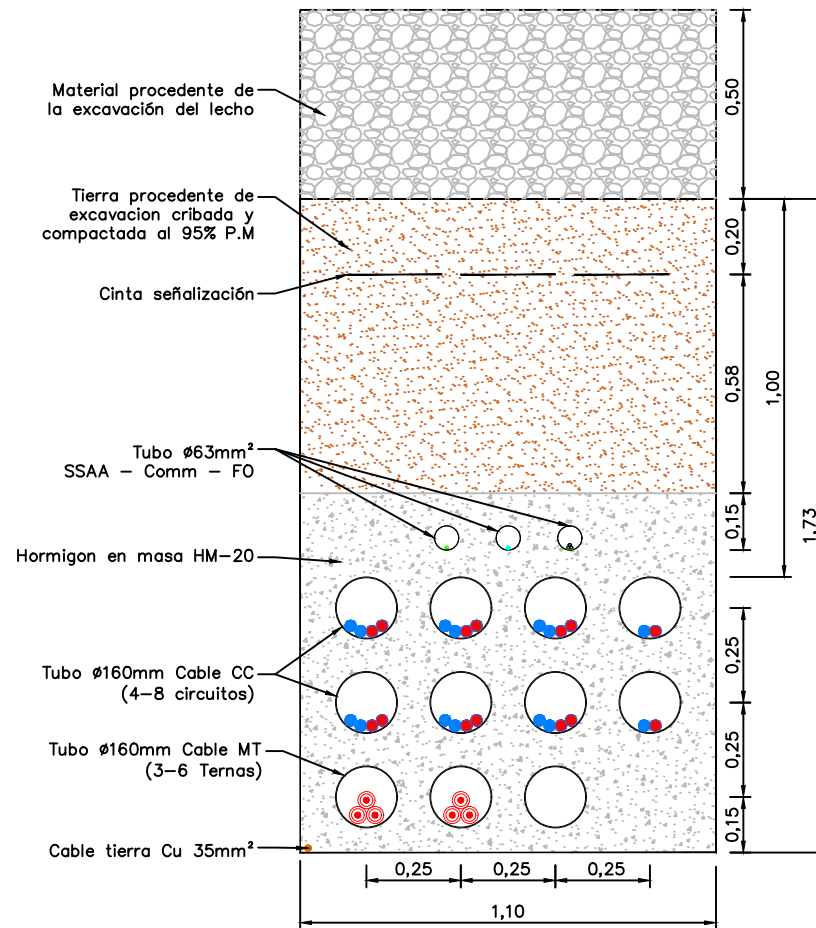 Material procedente de
la excavación del lecho
0,50
Tierra procedente de
excavacion cribada y
compactada al 95% P.M
0,20
Cinta señalización
0,58
1,00
Tubo ø63mm²
SSAA – Comm – FO
0,15
1,73
Hormigon en masa HM–20
0,25
Tubo ø160mm Cable CC
(4–8 circuitos)
0,25
Tubo ø160mm Cable MT
(3–6 Ternas)
0,15
Cable tierra Cu 35mm²
0,25 0,25 0,25
1,10